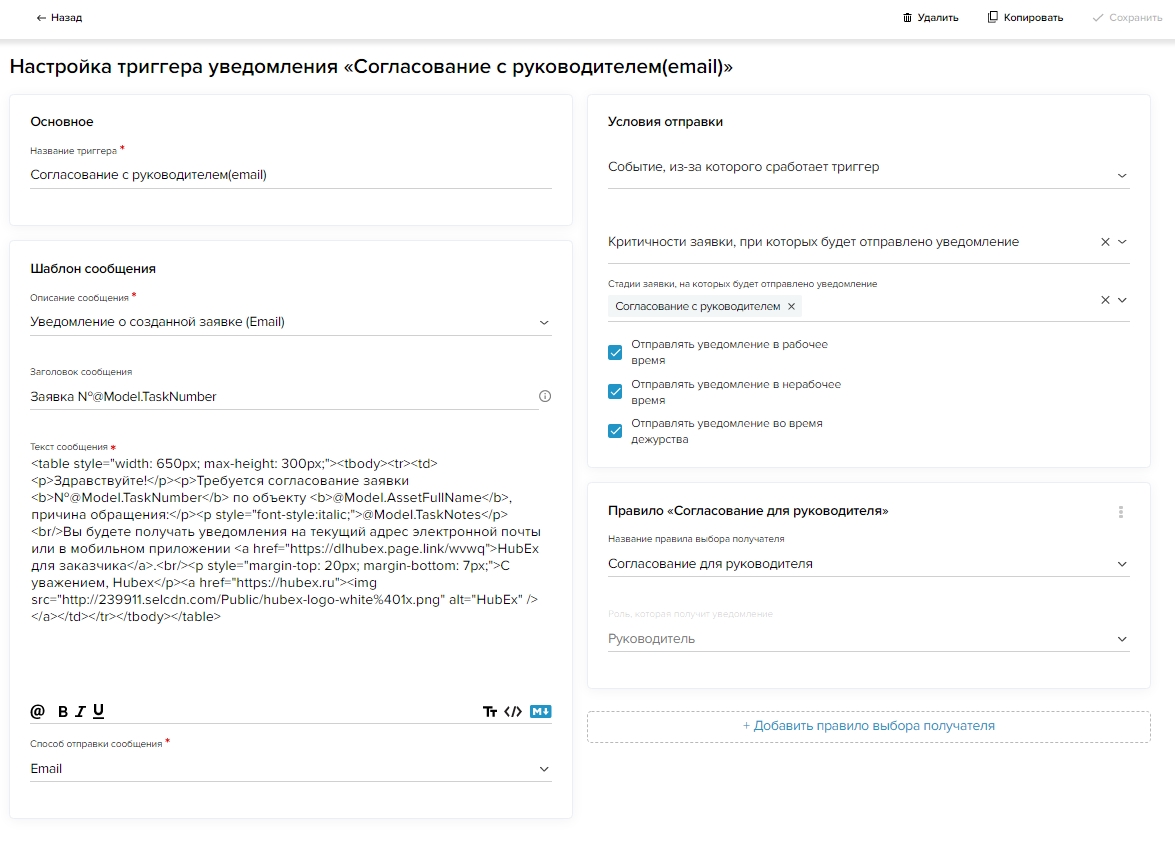 ← Назад
Удалить
Копировать
Сохранить
Настройка триггера уведомления «Согласование с руководителем(email)»
Основное
Название триггера *
Согласование с руководителем(email)
Шаблон сообщения
Описание сообщения *
Уведомление о созданной заявке (Email)
Заголовок сообщения
Заявка №@Model.TaskNumber
Текст сообщения *
<table style="width: 650px; max-height: 300px;"><tbody><tr><td>
<p>Здравствуйте!</p><p>Требуется согласование заявки
<b>№@Model.TaskNumber</b> по объекту <b>@Model.AssetFullName</b>,
причина обращения:</p><p style="font-style:italic;">@Model.TaskNotes</p>
<br/>Вы будете получать уведомления на текущий адрес электронной почты
или в мобильном приложении <a href="https://dlhubex.page.link/wvwq">HubEx
для заказчика</a>.<br/><p style="margin-top: 20px; margin-bottom: 7px;">С
уважением, Hubex</p><a href="https://hubex.ru"><img
src="http://239911.selcdn.com/Public/hubex-logo-white%401x.png" alt="HubEx" />
</a></td></tr></tbody></table>
@ B I U Tт </> M↓
Способ отправки сообщения *
Email
Условия отправки
Событие, из-за которого сработает триггер
Критичности заявки, при которых будет отправлено уведомление
Стадии заявки, на которых будет отправлено уведомление
Согласование с руководителем ×
Отправлять уведомление в рабочее
время
Отправлять уведомление в нерабочее
время
Отправлять уведомление во время
дежурства
Правило «Согласование для руководителя»
Название правила выбора получателя
Согласование для руководителя
Роль, которая получит уведомление
Руководитель
+ Добавить правило выбора получателя